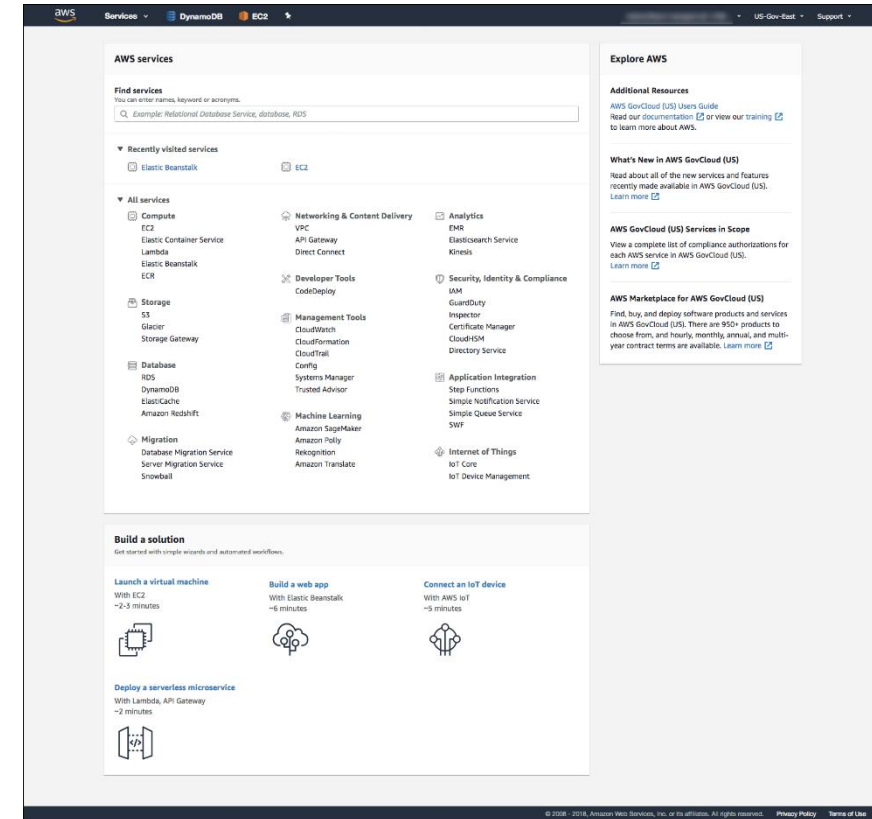 aws
Services
DynamoDB
EC2
US-Gov-East
Support
AWS services
Find services
You can enter names, keyword or acronyms.
Example: Relational Database Service, database, RDS
Recently visited services
Elastic Beanstalk
EC2
All services
Compute
EC2
Elastic Container Service
Lambda
Elastic Beanstalk
ECR
Storage
S3
Glacier
Storage Gateway
Database
RDS
DynamoDB
ElastiCache
Amazon Redshift
Migration
Database Migration Service
Server Migration Service
Snowball
Networking & Content Delivery
VPC
API Gateway
Direct Connect
Developer Tools
CodeDeploy
Management Tools
CloudWatch
CloudFormation
CloudTrail
Config
Systems Manager
Trusted Advisor
Machine Learning
Amazon SageMaker
Amazon Polly
Rekognition
Amazon Translate
Analytics
EMR
Elasticsearch Service
Kinesis
Security, Identity & Compliance
IAM
GuardDuty
Inspector
Certificate Manager
CloudHSM
Directory Service
Application Integration
Step Functions
Simple Notification Service
Simple Queue Service
SWF
Internet of Things
IoT Core
IoT Device Management
Build a solution
Get started with simple wizards and automated workflows.
Launch a virtual machine
With EC2
~2-3 minutes
Build a web app
With Elastic Beanstalk
~6 minutes
Connect an IoT device
With AWS IoT
~5 minutes
Deploy a serverless microservice
With Lambda, API Gateway
~2 minutes
Explore AWS
Additional Resources
AWS GovCloud (US) Users Guide
Read our documentation or view our training
to learn more about AWS.
What's New in AWS GovCloud (US)
Read about all of the new services and features
recently made available in AWS GovCloud (US).
Learn more
AWS GovCloud (US) Services in Scope
View a complete list of compliance authorizations for
each AWS service in AWS GovCloud (US).
Learn more
AWS Marketplace for AWS GovCloud (US)
Find, buy, and deploy software products and services
in AWS GovCloud (US). There are 950+ products to
choose from, and hourly, monthly, annual, and multi-
year contract terms are available. Learn more
© 2008 - 2018, Amazon Web Services, Inc. or its affiliates. All rights reserved.
Privacy Policy
Terms of Use